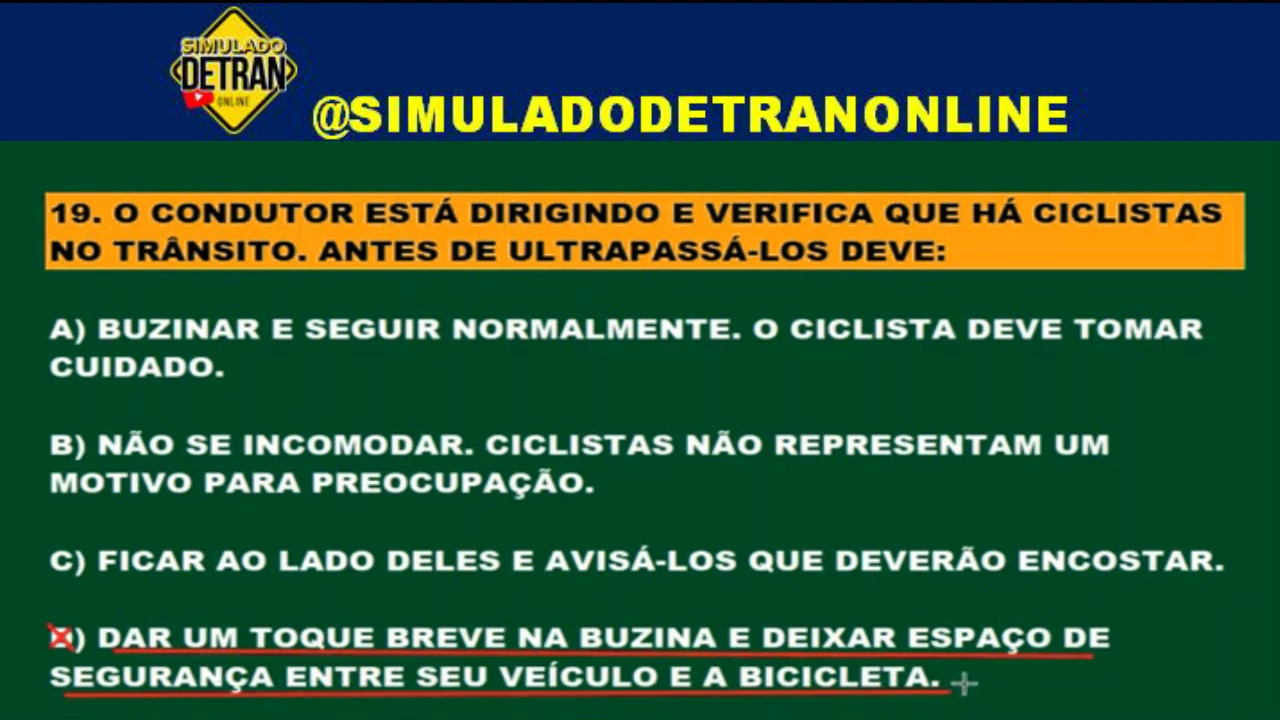 SIMULADO
DETRAN
ONLINE
@SIMULADODETRANONLINE
19. O CONDUTOR ESTÁ DIRIGINDO E VERIFICA QUE HÁ CICLISTAS
NO TRÂNSITO. ANTES DE ULTRAPASSÁ-LOS DEVE:
A) BUZINAR E SEGUIR NORMALMENTE. O CICLISTA DEVE TOMAR
CUIDADO.
B) NÃO SE INCOMODAR. CICLISTAS NÃO REPRESENTAM UM
MOTIVO PARA PREOCUPAÇÃO.
C) FICAR AO LADO DELES E AVISÁ-LOS QUE DEVERÃO ENCOSTAR.
D) DAR UM TOQUE BREVE NA BUZINA E DEIXAR ESPAÇO DE
SEGURANÇA ENTRE SEU VEÍCULO E A BICICLETA.